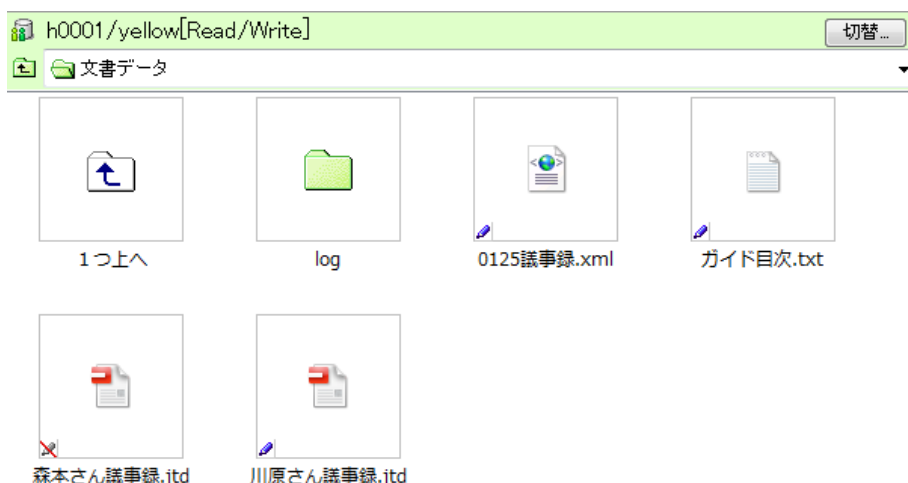 h0001/yellow[Read/Write]
切替...
文書データ
1つ上へ
log
0125議事録.xml
ガイド目次.txt
森本さん議事録.jtd
川原さん議事録.jtd